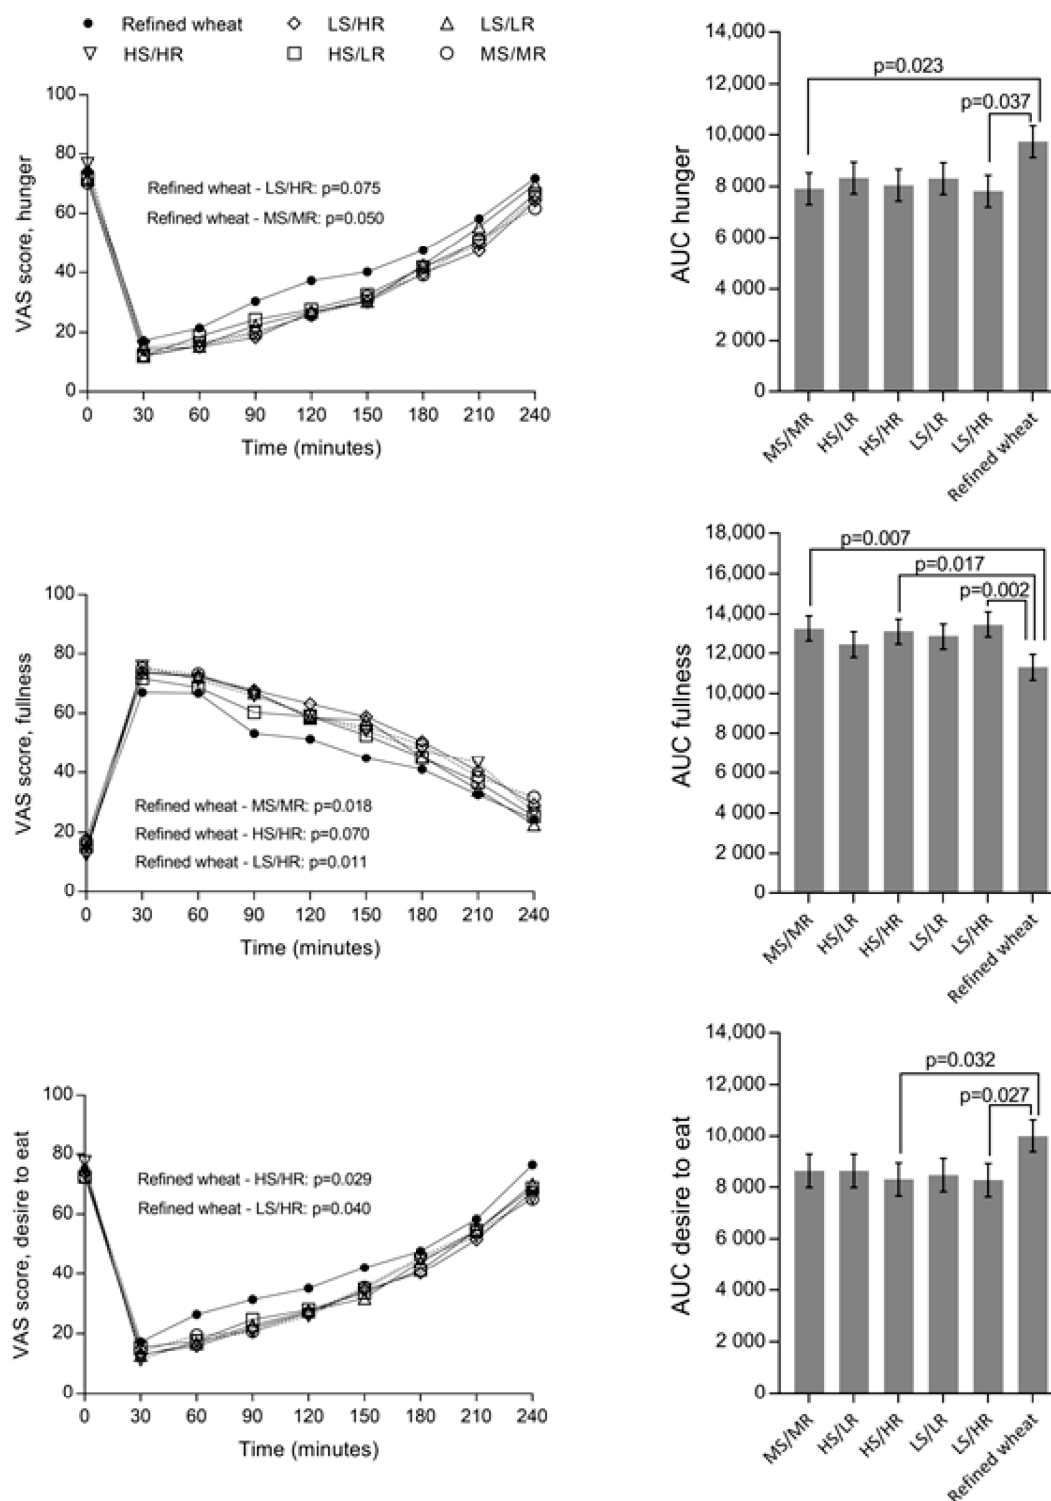 Refined wheat LS/HR LS/LR
HS/HR HS/LR MS/MR
100
80
60
40
20
0
VAS score, hunger
Refined wheat - LS/HR: p=0.075
Refined wheat - MS/MR: p=0.050
0 30 60 90 120 150 180 210 240
Time (minutes)
14,000
12,000
10,000
8 000
6 000
4 000
2 000
0
AUC hunger
p=0.023
p=0.037
MS/MR
HS/LR
HS/HR
LS/LR
LS/HR
Refined wheat
100
80
60
40
20
0
VAS score, fullness
Refined wheat - MS/MR: p=0.018
Refined wheat - HS/HR: p=0.070
Refined wheat - LS/HR: p=0.011
0 30 60 90 120 150 180 210 240
Time (minutes)
18,000
16,000
14,000
12,000
10,000
8 000
6 000
4 000
2 000
0
AUC fullness
p=0.007
p=0.017
p=0.002
MS/MR
HS/LR
HS/HR
LS/LR
LS/HR
Refined wheat
100
80
60
40
20
0
VAS score, desire to eat
Refined wheat - HS/HR: p=0.029
Refined wheat - LS/HR: p=0.040
0 30 60 90 120 150 180 210 240
Time (minutes)
14,000
12,000
10,000
8 000
6 000
4 000
2 000
0
AUC desire to eat
p=0.032
p=0.027
MS/MR
HS/LR
HS/HR
LS/LR
LS/HR
Refined wheat